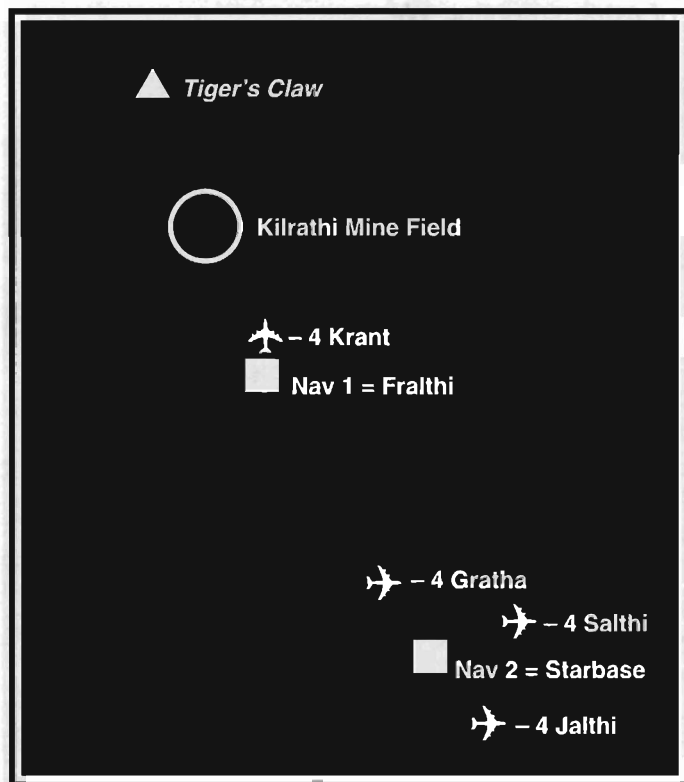 Tiger's Claw
Kilrathi Mine Field
– 4 Krant
Nav 1 = Fralthi
– 4 Gratha
– 4 Salthi
Nav 2 = Starbase
– 4 Jalthi